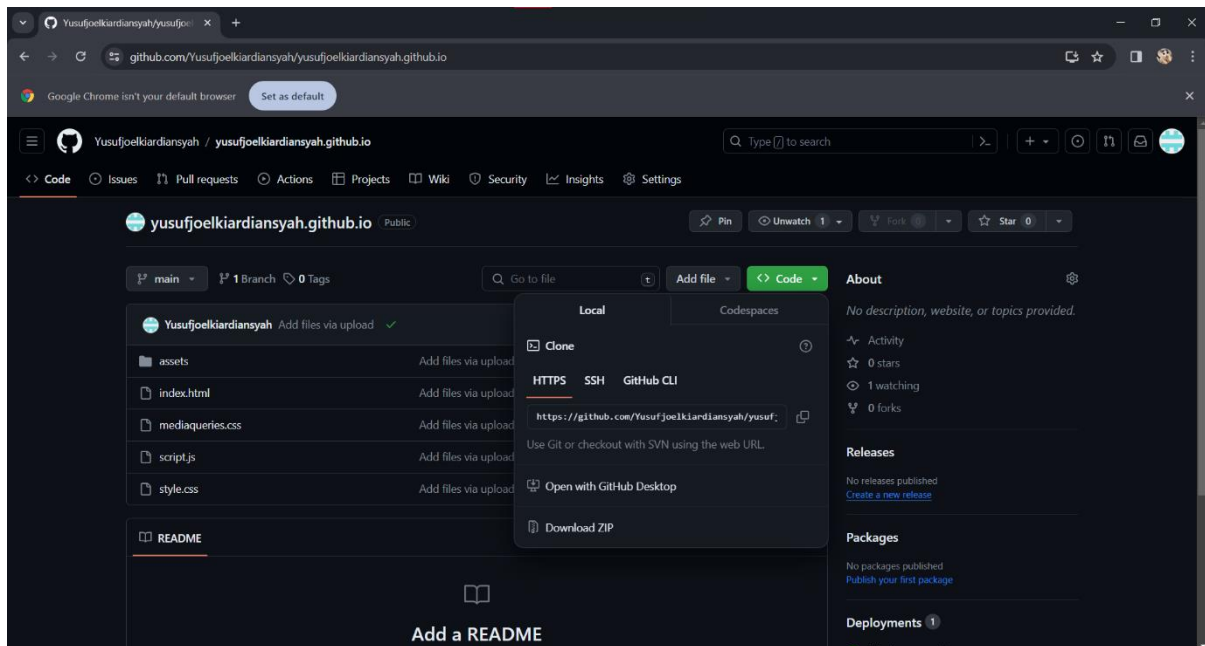 Yusufjoelkiardiansyah/yusufjoel
github.com/Yusufjoelkiardiansyah/yusufjoelkiardiansyah.github.io
Google Chrome isn't your default browser Set as default
Yusufjoelkiardiansyah / yusufjoelkiardiansyah.github.io Type / to search
Code Issues Pull requests Actions Projects Wiki Security Insights Settings
yusufjoelkiardiansyah.github.io Public Pin Unwatch 1 Fork 0 Star 0
main 1 Branch 0 Tags Go to file t Add file Code
Local Codespaces
Yusufjoelkiardiansyah Add files via upload
Clone
assets Add files via upload
HTTPS SSH GitHub CLI
index.html Add files via upload
https://github.com/Yusufjoelkiardiansyah/yusuf
mediaqueries.css Add files via upload
Use Git or checkout with SVN using the web URL.
script.js Add files via upload
style.css Add files via upload
Open with GitHub Desktop
Download ZIP
README
Add a README
About
No description, website, or topics provided.
Activity
0 stars
1 watching
0 forks
Releases
No releases published
Create a new release
Packages
No packages published
Publish your first package
Deployments 1